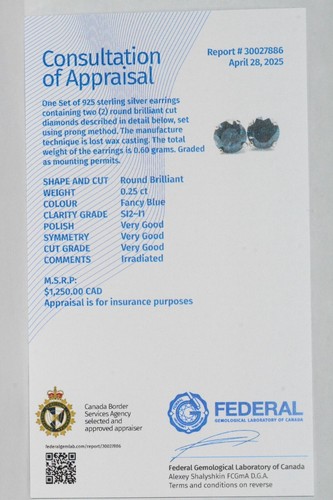 Consultation
of Appraisal
Report # 30027886
April 28, 2025
One Set of 925 sterling silver earrings
containing two (2) round brilliant cut
diamonds described in detail below, set
using prong method. The manufacture
technique is lost wax casting. The total
weight of the earrings is 0.60 grams. Graded
as mounting permits.
SHAPE AND CUT Round Brilliant
WEIGHT 0.25 ct
COLOUR Fancy Blue
CLARITY GRADE SI2-I1
POLISH Very Good
SYMMETRY Very Good
CUT GRADE Very Good
COMMENTS Irradiated
M.S.R.P:
$1,250.00 CAD
Appraisal is for insurance purposes
Canada Border
Services Agency
selected and
approved appraiser
federalgemlab.com/report/30027886
FEDERAL
GEMOLOGICAL LABORATORY OF CANADA
Federal Gemological Laboratory of Canada
Alexey Shalyshkin FCGmA D.G.A.
Terms and conditions on reverse